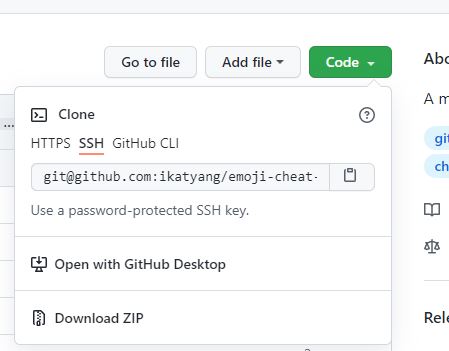 Go to file Add file Code
Abo
Clone
A m
HTTPS SSH GitHub CLI
git
git@github.com:ikatyang/emoji-cheat-
ch
Use a password-protected SSH key.
Open with GitHub Desktop
Download ZIP
Rele